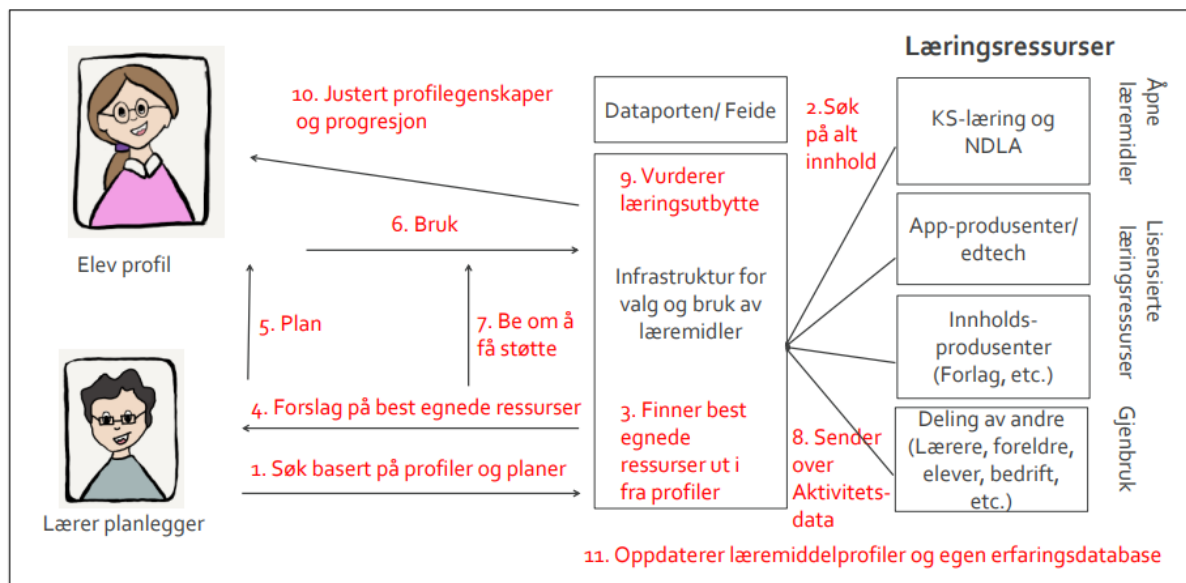 Læringsressurser
Åpne
læremidler
10. Justert profilegenskaper
og progresjon
Dataporten/ Feide
2.Søk
på alt
innhold
KS-læring og
NDLA
9. Vurderer
læringsutbytte
6. Bruk
Elev profil
App-produsenter/
edtech
Lisensierte
læringsressurser
Infrastruktur for
valg og bruk av
læremidler
5. Plan
7. Be om å
få støtte
Innholds-
produsenter
(Forlag, etc.)
4. Forslag på best egnede ressurser
3. Finner best
egnede
ressurser ut i
fra profiler
8. Sender
over
Aktivitets-
data
Deling av andre
(Lærere, foreldre,
elever, bedrift,
etc.)
Gjenbruk
1. Søk basert på profiler og planer
Lærer planlegger
11. Oppdaterer læremiddelprofiler og egen erfaringsdatabase